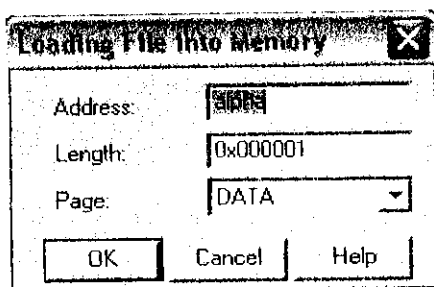 Loading File into Memory
Address: alpha
Length: 0x000001
Page: DATA
OK Cancel Help